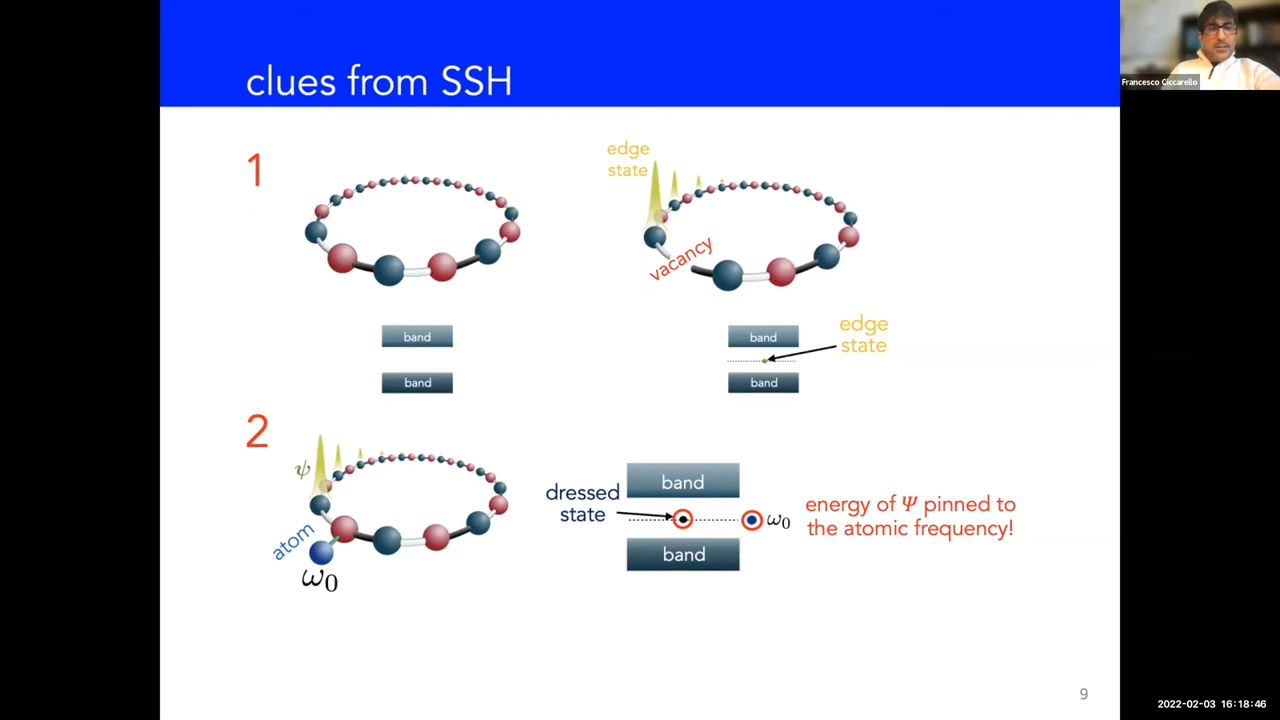 clues from SSH
Francesco Ciccarello
1
edge
state
vacancy
band
band
band
band
edge
state
2
ψ
atom
ω0
dressed
state
band
band
ω0
energy of Ψ pinned to
the atomic frequency!
9
2022-02-03 16:18:46